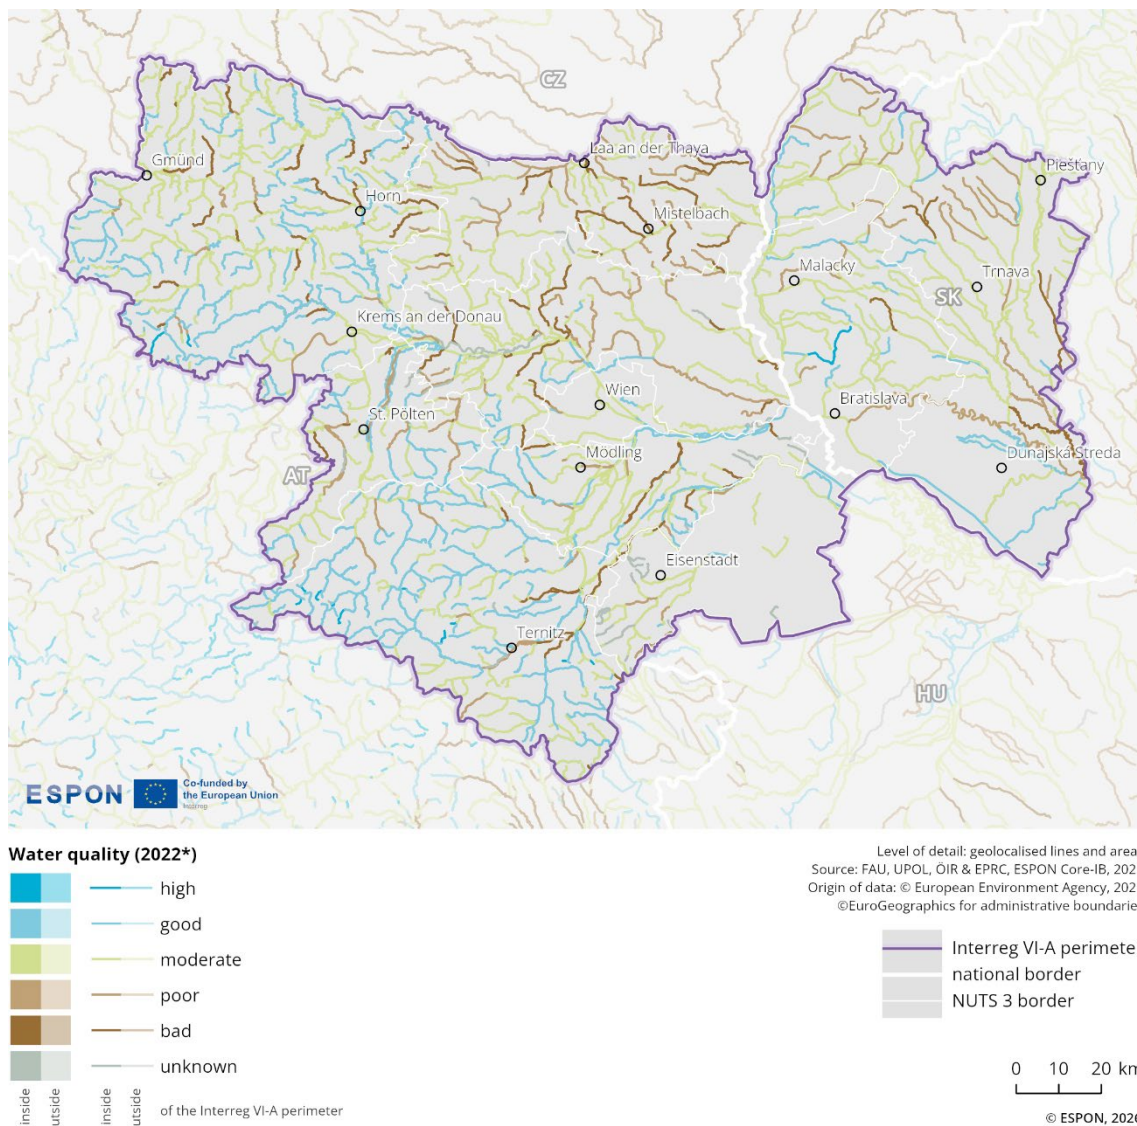 CZ
Laa an der Thaya
Gmünd
Piešťany
Horn
Mistelbach
Malacky
Trnava
SK
Krems an der Donau
Wien
Bratislava
St. Pölten
Mödling
Dunajská Streda
AT
Eisenstadt
Ternitz
HU
ESPON
Co-funded by
the European Union
Interreg
Water quality (2022*)
high
good
moderate
poor
bad
unknown
inside
utside
inside
utside
of the Interreg VI-A perimeter
Level of detail: geolocalised lines and area
Source: FAU, UPOL, ÖIR & EPRC, ESPON Core-IB, 202
Origin of data: © European Environment Agency, 202
©EuroGeographics for administrative boundarie
Interreg VI-A perimete
national border
NUTS 3 border
0 10 20 km
© ESPON, 2026